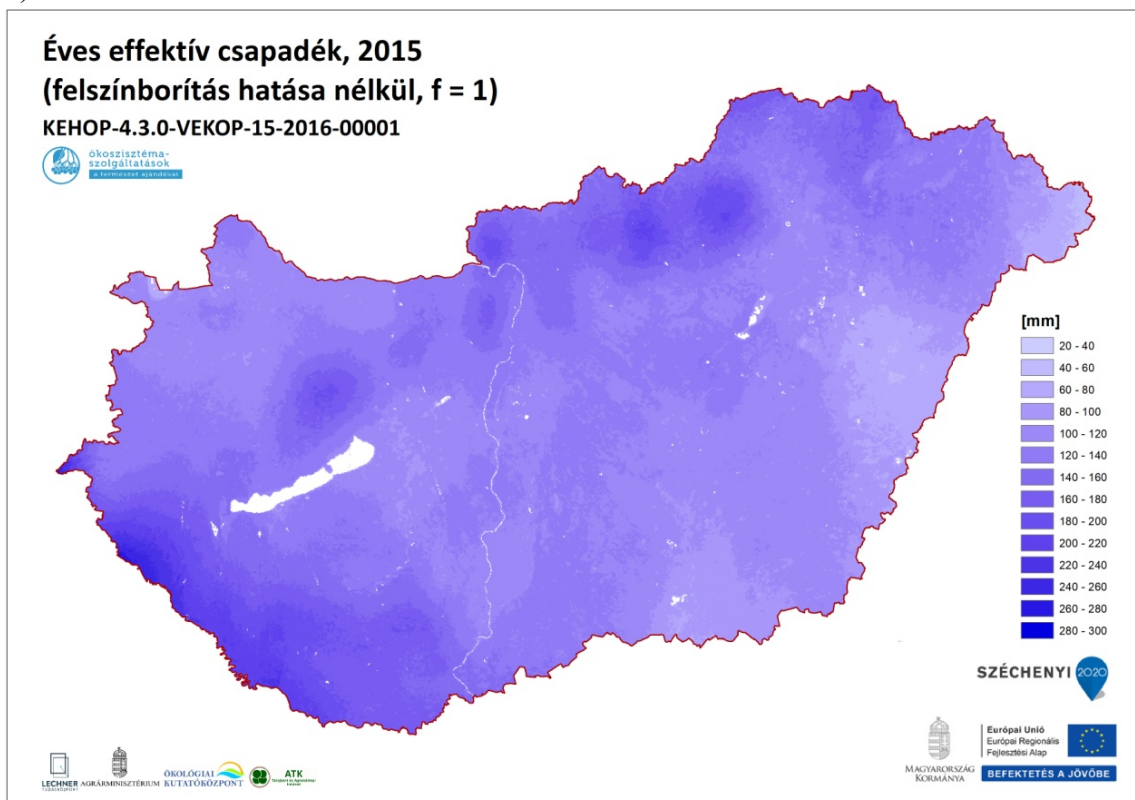 Éves effektív csapadék, 2015
(felszínborítás hatása nélkül, f = 1)
KEHOP-4.3.0-VEKOP-15-2016-00001
ökoszisztéma-
szolgáltatások
a természet ajándékai
[mm]
20 - 40
40 - 60
60 - 80
80 - 100
100 - 120
120 - 140
140 - 160
160 - 180
180 - 200
200 - 220
220 - 240
240 - 260
260 - 280
280 - 300
SZÉCHENYI 2020
MAGYARORSZÁG
KORMÁNYA
Európai Unió
Európai Regionális
Fejlesztési Alap
BEFEKTETÉS A JÖVŐBE
LECHNER
TUDÁSKÖZPONT
AGRÁRMINISZTÉRIUM
ÖKOLÓGIAI
KUTATÓKÖZPONT
ATK